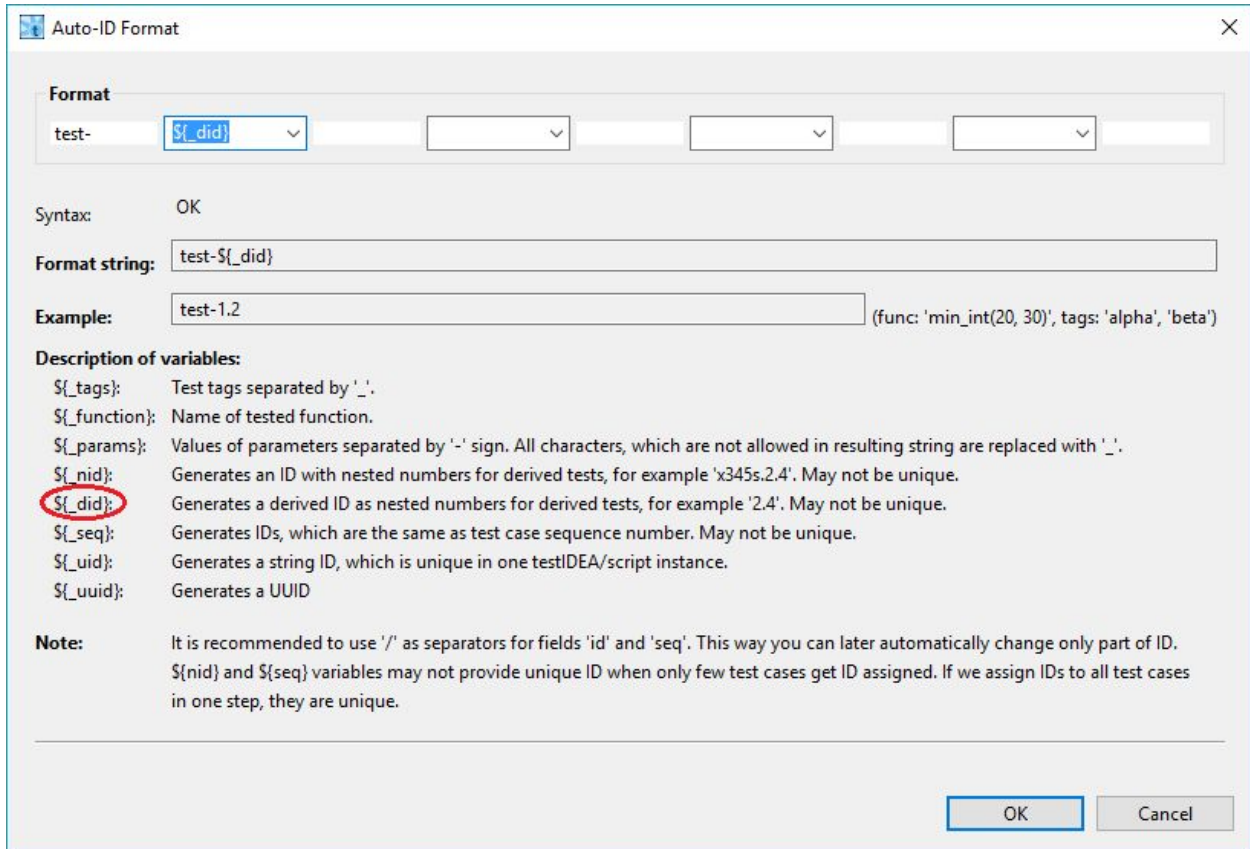 Auto-ID Format
Format
test- ${_did}
Syntax: OK
Format string: test-${_did}
Example: test-1.2 (func: 'min_int(20, 30)', tags: 'alpha', 'beta')
Description of variables:
${_tags}: Test tags separated by '_'.
${_function}: Name of tested function.
${_params}: Values of parameters separated by '-' sign. All characters, which are not allowed in resulting string are replaced with '_'.
${_nid}: Generates an ID with nested numbers for derived tests, for example 'x345s.2.4'. May not be unique.
${_did}: Generates a derived ID as nested numbers for derived tests, for example '2.4'. May not be unique.
${_seq}: Generates IDs, which are the same as test case sequence number. May not be unique.
${_uid}: Generates a string ID, which is unique in one testIDEA/script instance.
${_uuid}: Generates a UUID
Note: It is recommended to use '/' as separators for fields 'id' and 'seq'. This way you can later automatically change only part of ID.
${nid} and ${seq} variables may not provide unique ID when only few test cases get ID assigned. If we assign IDs to all test cases
in one step, they are unique.
OK Cancel